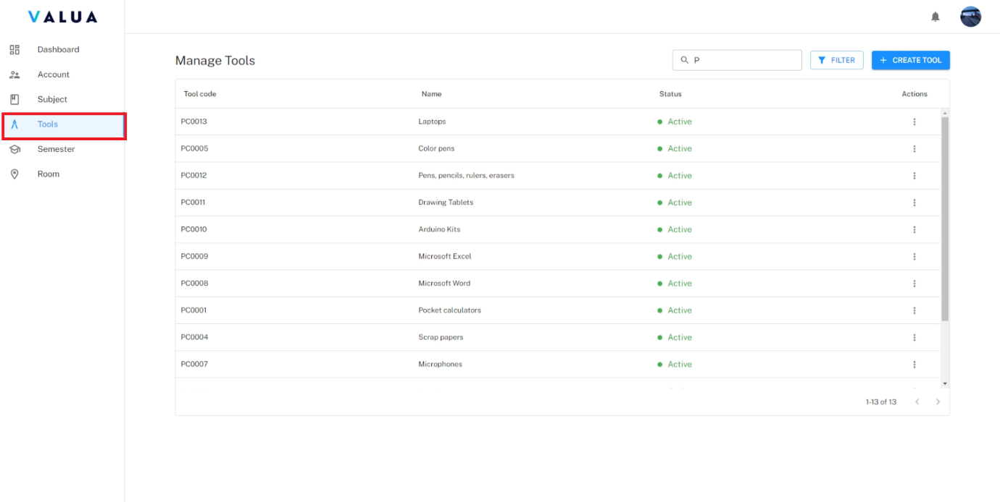 VALUA
Dashboard
Account
Subject
Tools
Semester
Room
Manage Tools
P
FILTER
+ CREATE TOOL
Tool code Name Status Actions
PC0013 Laptops Active
PC0005 Color pens Active
PC0012 Pens, pencils, rulers, erasers Active
PC0011 Drawing Tablets Active
PC0010 Arduino Kits Active
PC0009 Microsoft Excel Active
PC0008 Microsoft Word Active
PC0001 Pocket calculators Active
PC0004 Scrap papers Active
PC0007 Microphones Active
1-13 of 13